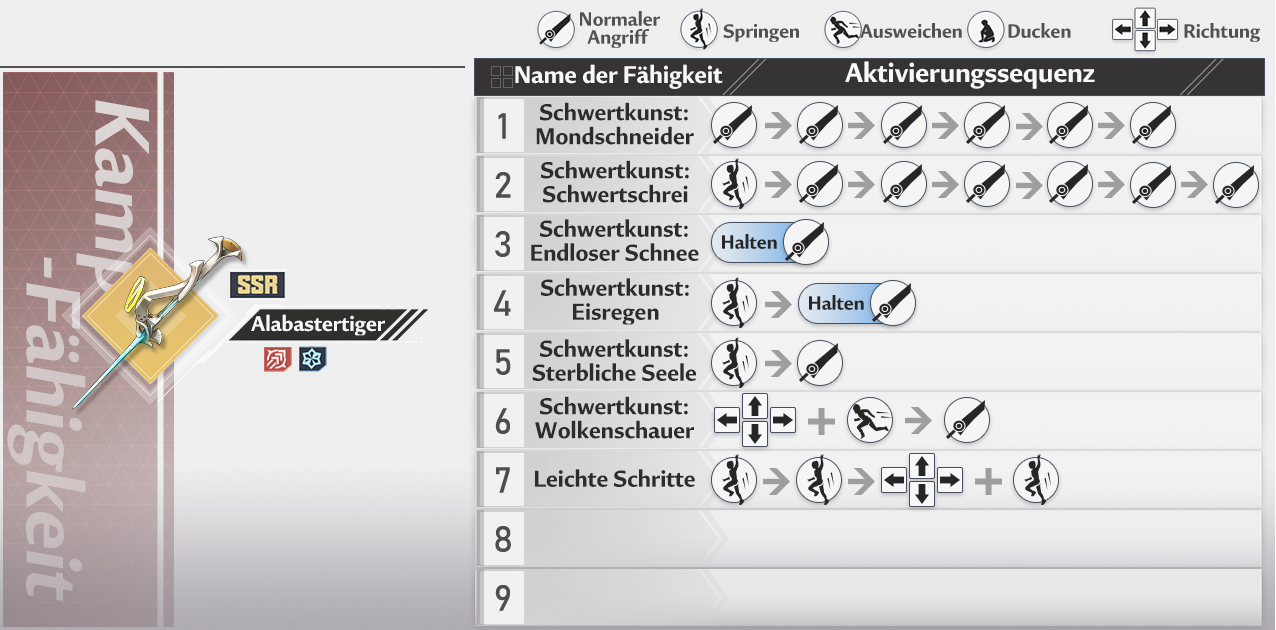 Normaler
Angriff
Springen
Ausweichen
Ducken
Richtung
Kampf
-Fähigkeit
SSR
Alabastertiger
Name der Fähigkeit
Aktivierungssequenz
1
Schwertkunst:
Mondschneider
2
Schwertkunst:
Schwertschrei
3
Schwertkunst:
Endloser Schnee
Halten
4
Schwertkunst:
Eisregen
Halten
5
Schwertkunst:
Sterbliche Seele
6
Schwertkunst:
Wolkenschauer
+
7
Leichte Schritte
+
8
9